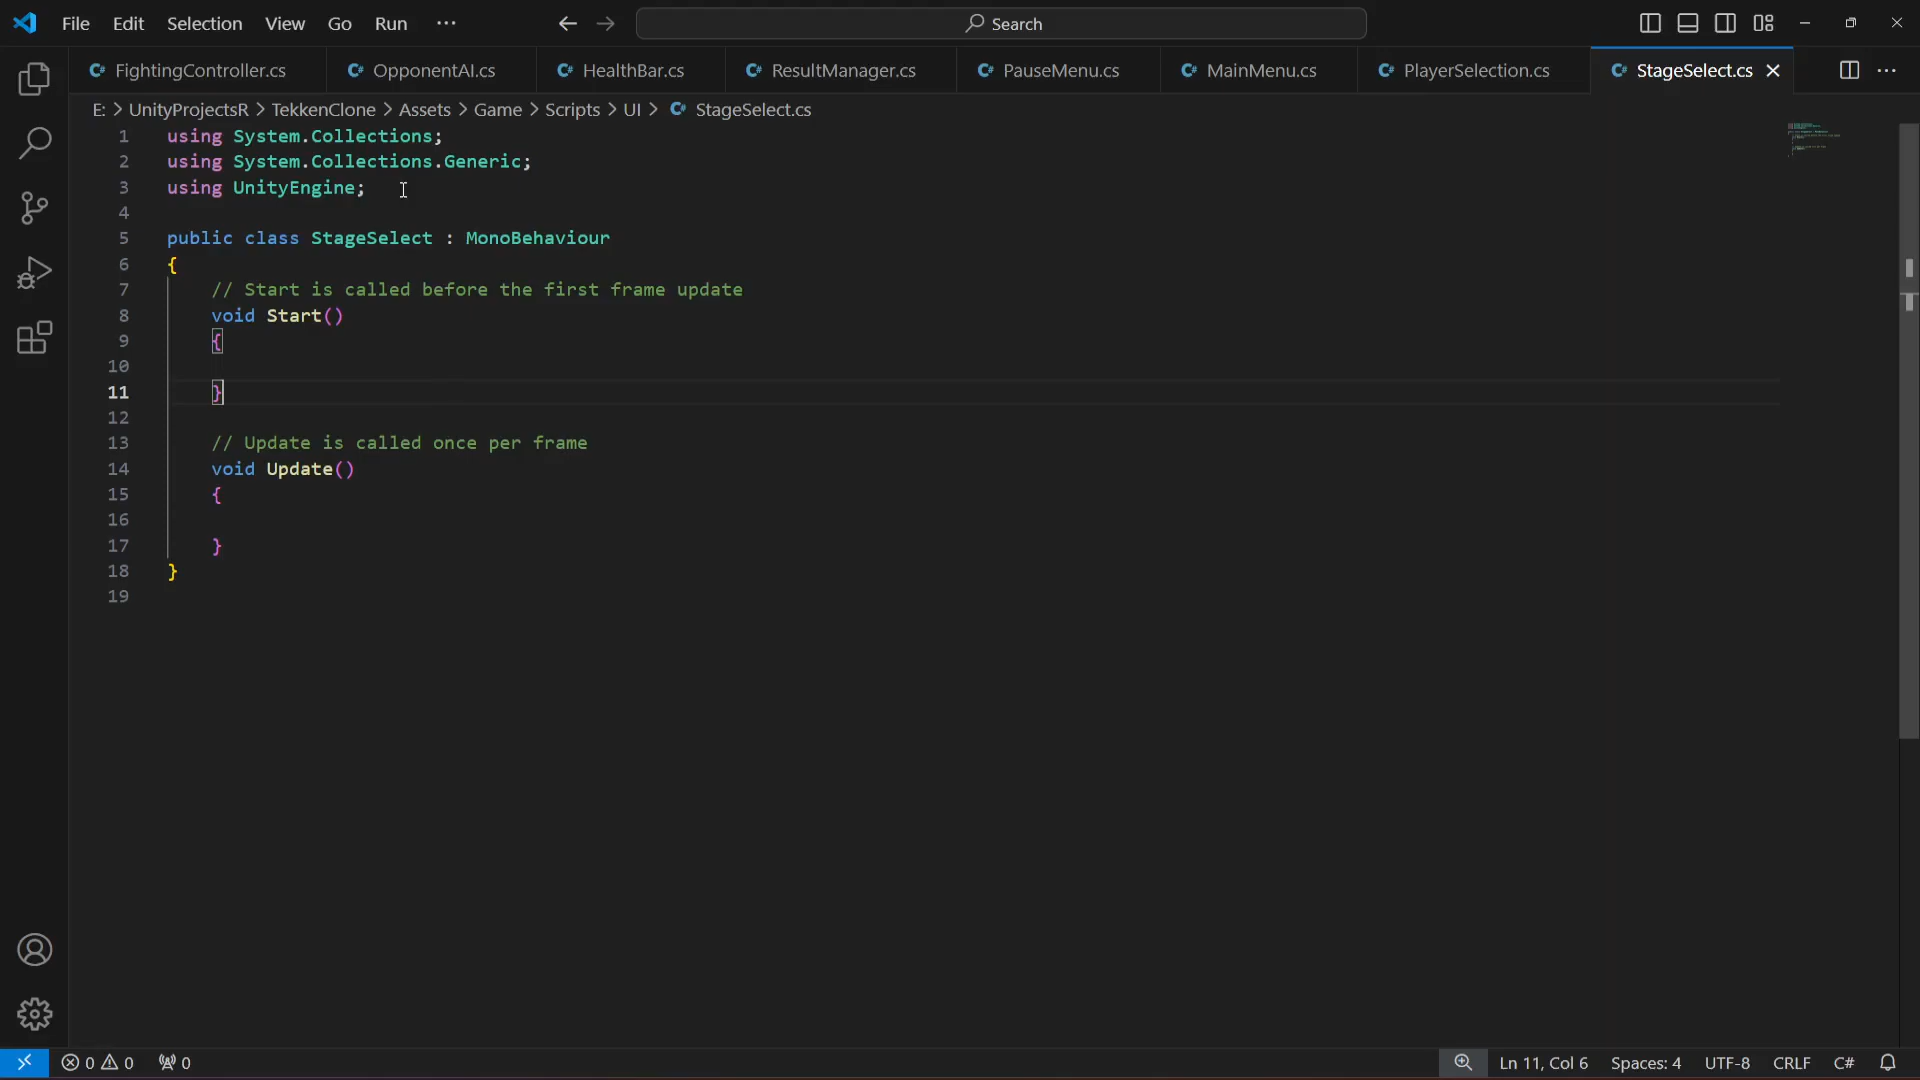 File Edit Selection View Go Run ··· Search
FightingController.cs OpponentAI.cs HealthBar.cs ResultManager.cs PauseMenu.cs MainMenu.cs PlayerSelection.cs StageSelect.cs
E: > UnityProjectsR > TekkenClone > Assets > Game > Scripts > UI > StageSelect.cs
1 using System.Collections;
2 using System.Collections.Generic;
3 using UnityEngine;
4
5 public class StageSelect : MonoBehaviour
6 {
7 // Start is called before the first frame update
8 void Start()
9 {
10
11 }
12
13 // Update is called once per frame
14 void Update()
15 {
16
17 }
18 }
19
0 0 0 Ln 11, Col 6 Spaces: 4 UTF-8 CRLF C#